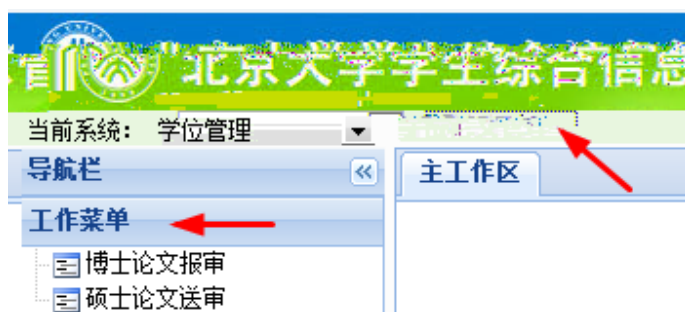 北京大学学生综合信息
当前系统: 学位管理
导航栏
主工作区
工作菜单
博士论文报审
硕士论文送审